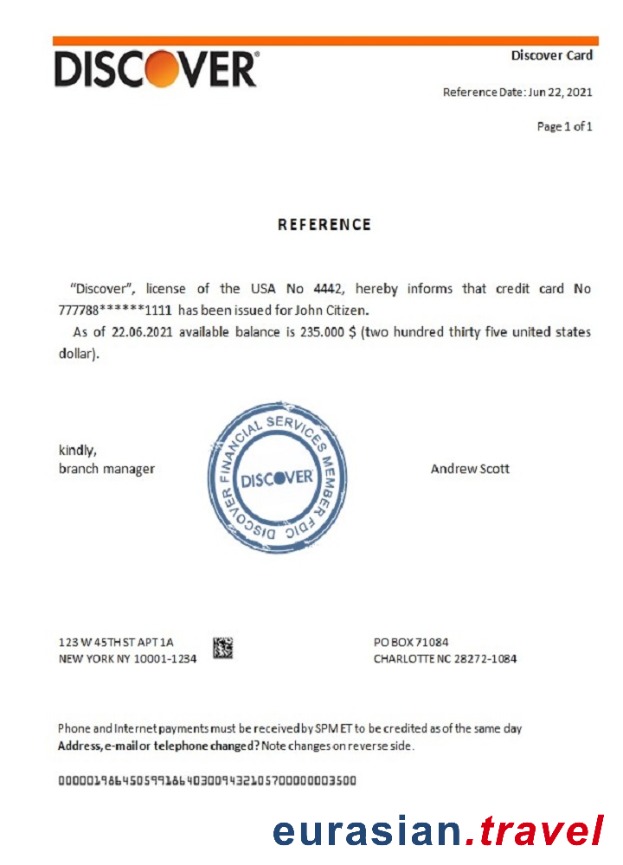 DISCOVER®
Discover Card
Reference Date: Jun 22, 2021
Page 1 of 1
REFERENCE
“Discover”, license of the USA No 4442, hereby informs that credit card No
777788******1111 has been issued for John Citizen.
As of 22.06.2021 available balance is 235.000 $ (two hundred thirty five united states
dollar).
kindly,
branch manager
DISCOVER FINANCIAL SERVICES MEMBER FDIC
DISCOVER
Andrew Scott
123 W 45TH ST APT 1A
NEW YORK NY 10001-1234
PO BOX 71084
CHARLOTTE NC 28272-1084
Phone and Internet payments must be received by 5PM ET to be credited as of the same day
Address, e-mail or telephone changed? Note changes on reverse side.
000001986450599186403009432105700000003500
eurasian.travel